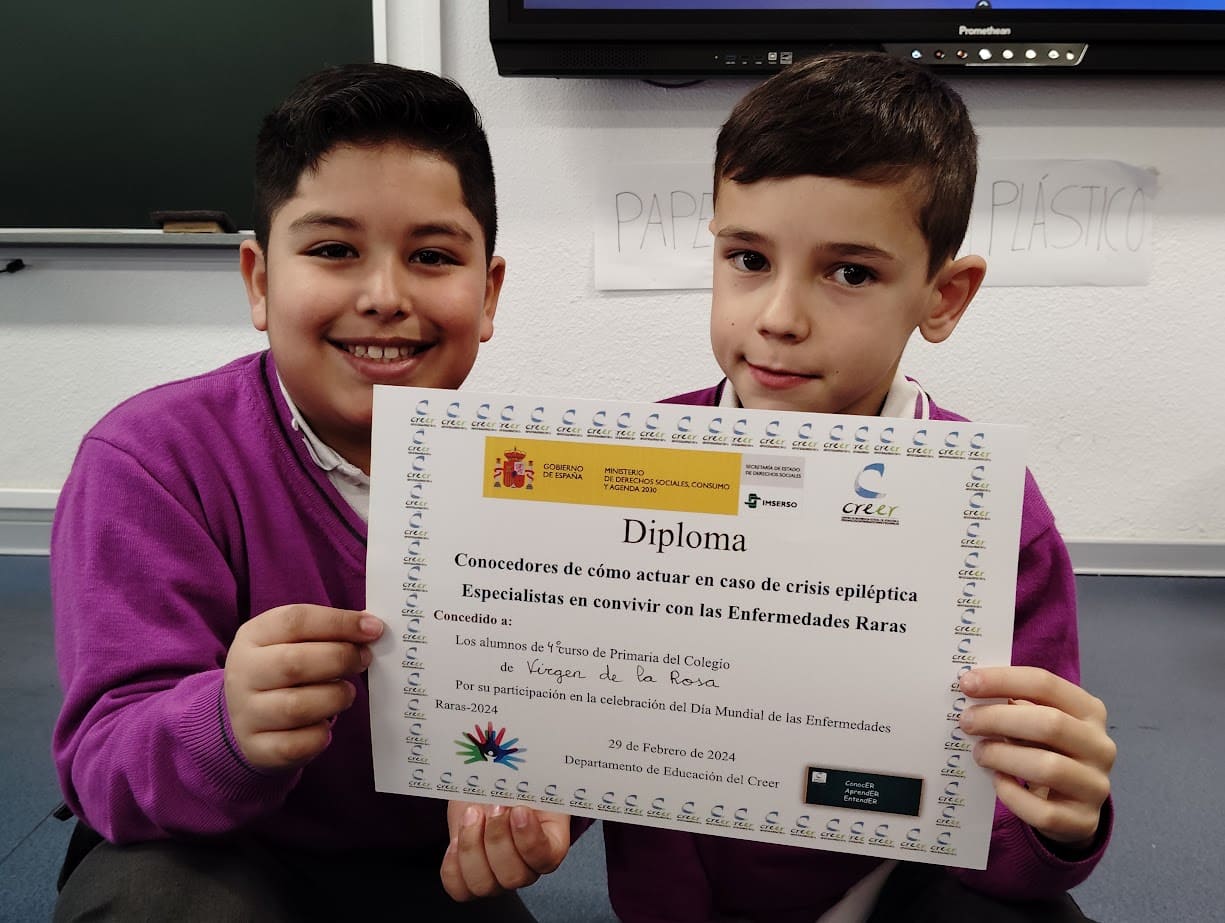 Promethean
PAPE
PLÁSTICO
GOBIERNO
DE ESPAÑA
MINISTERIO
DE DERECHOS SOCIALES, CONSUMO
Y AGENDA 2030
SECRETARÍA DE ESTADO
DE DERECHOS SOCIALES
IMSERSO
creer
Diploma
Conocedores de cómo actuar en caso de crisis epiléptica
Especialistas en convivir con las Enfermedades Raras
Concedido a:
Los alumnos de 4º curso de Primaria del Colegio
de Virgen de la Rosa
Por su participación en la celebración del Día Mundial de las Enfermedades
Raras-2024
29 de Febrero de 2024
Departamento de Educación del Creer
ConocER
AprendER
EntendER